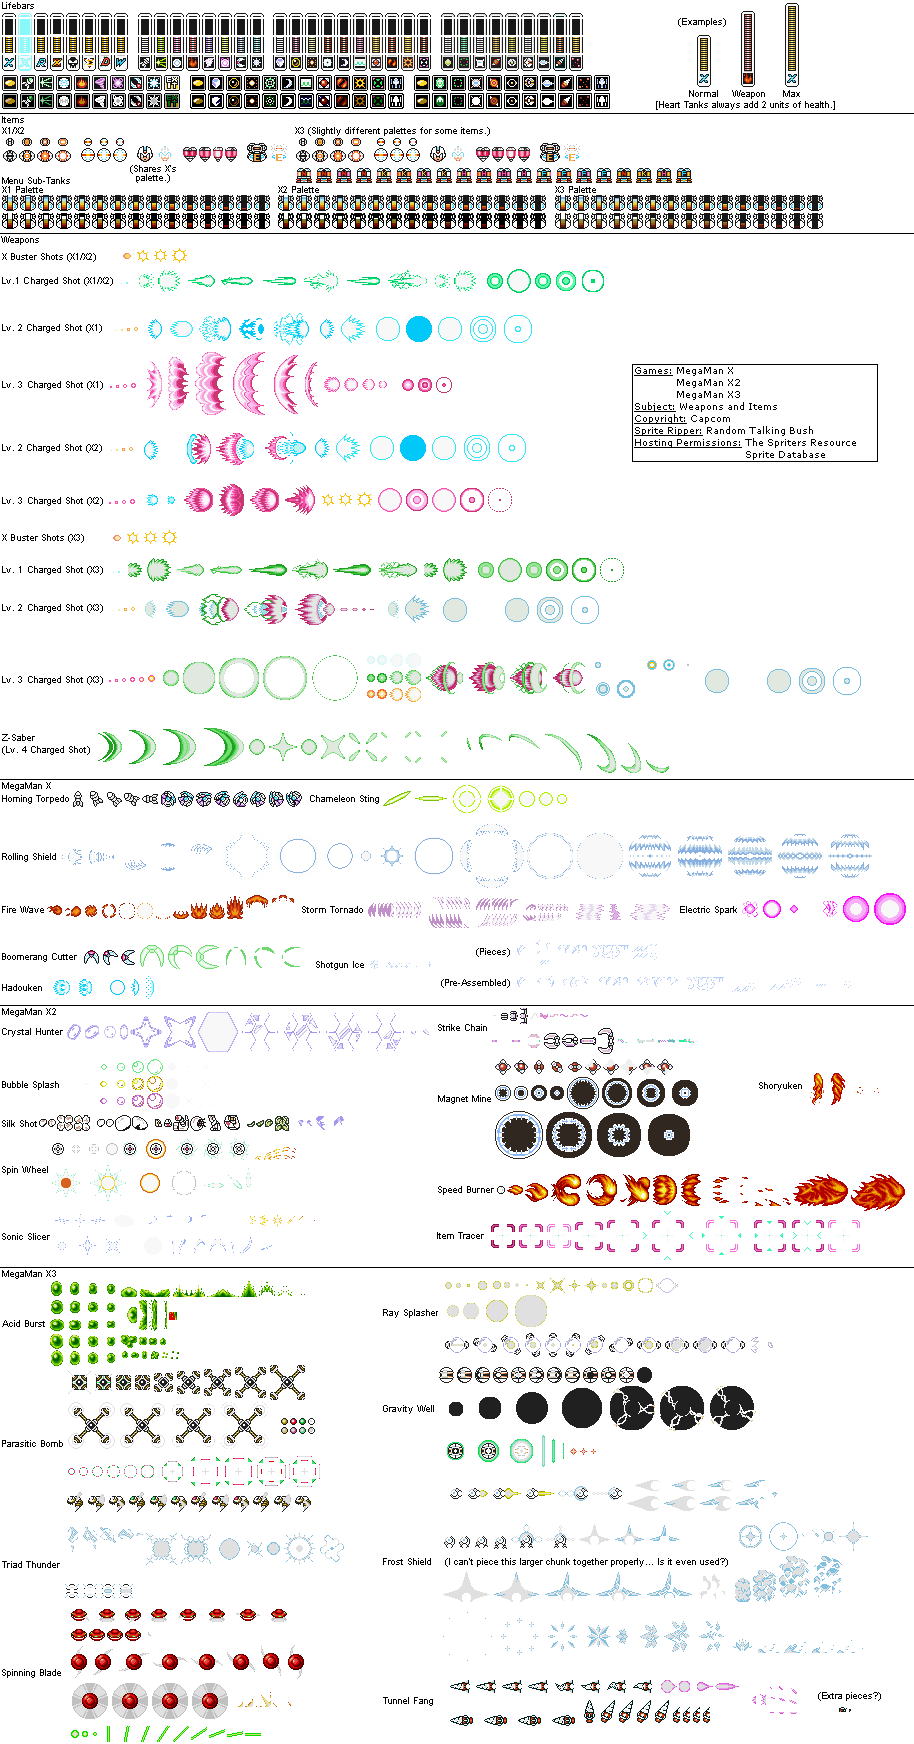 Lifebars
(Examples)
Normal Weapon Max
[Heart Tanks always add 2 units of health.]
Items
X1/X2
X3 (Slightly different palettes for some items.)
(Shares X's
palette.)
Menu Sub-Tanks
X1 Palette
X2 Palette
X3 Palette
Weapons
X Buster Shots (X1/X2)
Lv.1 Charged Shot (X1/X2)
Lv. 2 Charged Shot (X1)
Lv. 3 Charged Shot (X1)
Games: MegaMan X
MegaMan X2
MegaMan X3
Subject: Weapons and Items
Copyright: Capcom
Sprite Ripper: Random Talking Bush
Hosting Permissions: The Spriters Resource
Sprite Database
Lv. 2 Charged Shot (X2)
Lv. 3 Charged Shot (X2)
X Buster Shots (X3)
Lv. 1 Charged Shot (X3)
Lv. 2 Charged Shot (X3)
Lv. 3 Charged Shot (X3)
Z-Saber
(Lv. 4 Charged Shot)
MegaMan X
Homing Torpedo
Chameleon Sting
Rolling Shield
Fire Wave
Storm Tornado
Electric Spark
Boomerang Cutter
Shotgun Ice
(Pieces)
(Pre-Assembled)
Hadouken
MegaMan X2
Crystal Hunter
Strike Chain
Bubble Splash
Magnet Mine
Shoryuken
Silk Shot
Spin Wheel
Speed Burner
Sonic Slicer
Item Tracer
MegaMan X3
Acid Burst
Ray Splasher
Parasitic Bomb
Gravity Well
Triad Thunder
Frost Shield
(I can't piece this larger chunk together properly... Is it even used?)
Spinning Blade
Tunnel Fang
(Extra pieces?)